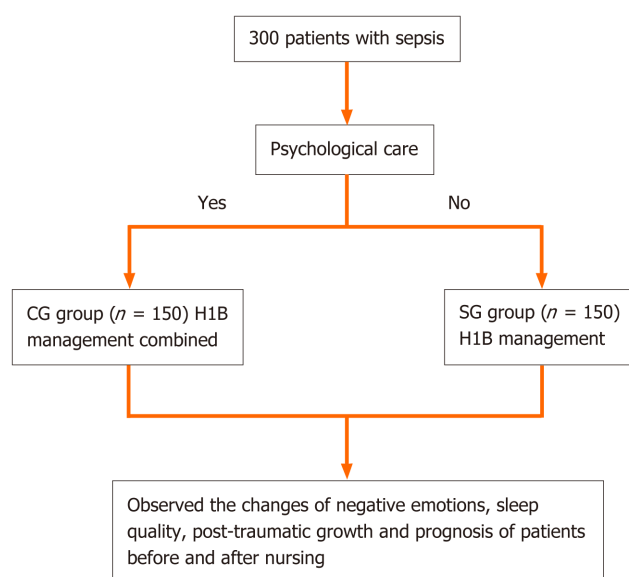 300 patients with sepsis
Psychological care
Yes
No
CG group (n = 150) H1B
management combined
SG group (n = 150)
H1B management
Observed the changes of negative emotions, sleep
quality, post-traumatic growth and prognosis of patients
before and after nursing